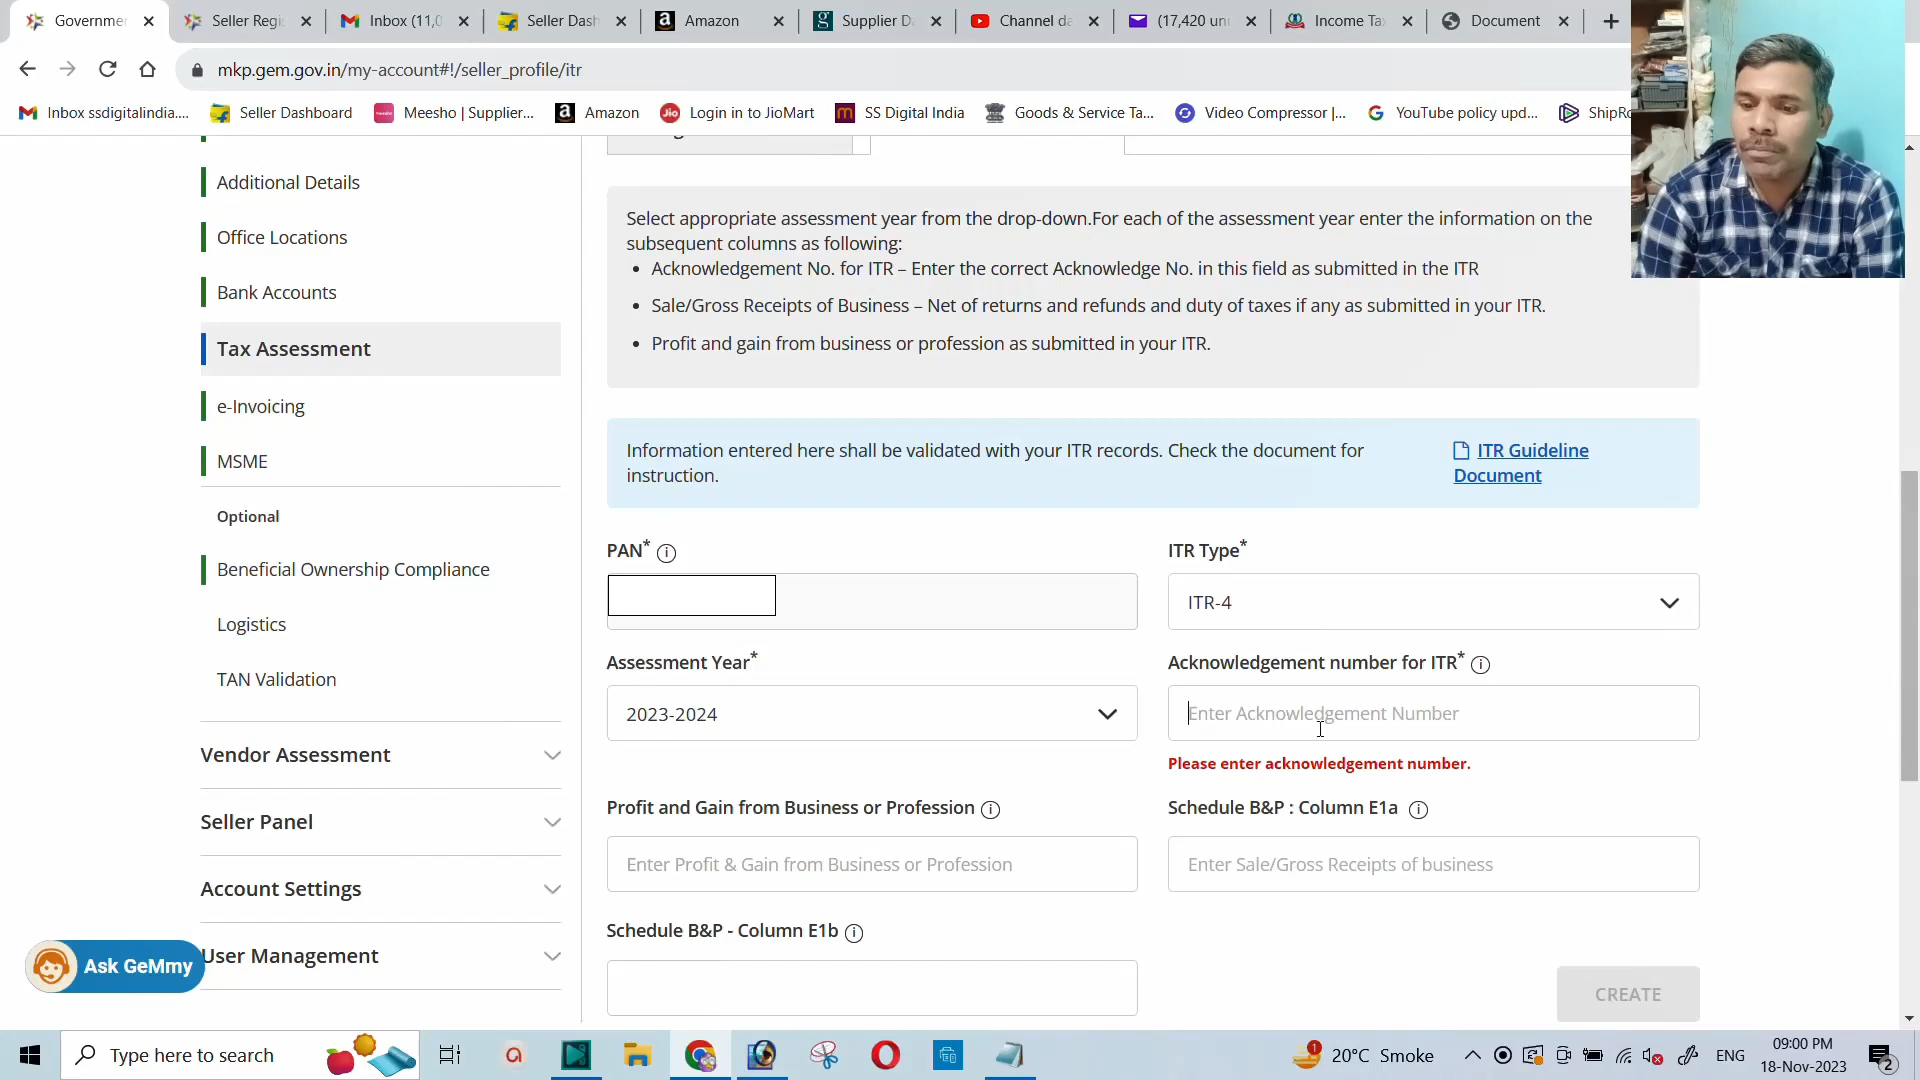 Governme
Seller Regi
Inbox (11,0
Seller Dash
Amazon
Supplier D
Channel da
(17,420 un
Income Ta
Document
mkp.gem.gov.in/my-account#!/seller_profile/itr
Inbox ssdigitalindia....
Seller Dashboard
Meesho | Supplier...
Amazon
Login in to JioMart
SS Digital India
Goods & Service Ta...
Video Compressor |...
YouTube policy upd...
ShipRo
Additional Details
Office Locations
Bank Accounts
Tax Assessment
e-Invoicing
MSME
Optional
Beneficial Ownership Compliance
Logistics
TAN Validation
Vendor Assessment
Seller Panel
Account Settings
User Management
Ask GeMmy
Select appropriate assessment year from the drop-down.For each of the assessment year enter the information on the
subsequent columns as following:
• Acknowledgement No. for ITR – Enter the correct Acknowledge No. in this field as submitted in the ITR
• Sale/Gross Receipts of Business – Net of returns and refunds and duty of taxes if any as submitted in your ITR.
• Profit and gain from business or profession as submitted in your ITR.
Information entered here shall be validated with your ITR records. Check the document for
instruction.
ITR Guideline
Document
PAN*
ITR Type*
ITR-4
Assessment Year*
Acknowledgement number for ITR*
2023-2024
Enter Acknowledgement Number
Please enter acknowledgement number.
Profit and Gain from Business or Profession
Schedule B&P : Column E1a
Enter Profit & Gain from Business or Profession
Enter Sale/Gross Receipts of business
Schedule B&P - Column E1b
CREATE
Type here to search
1
20°C Smoke
ENG
09:00 PM
18-Nov-2023
2